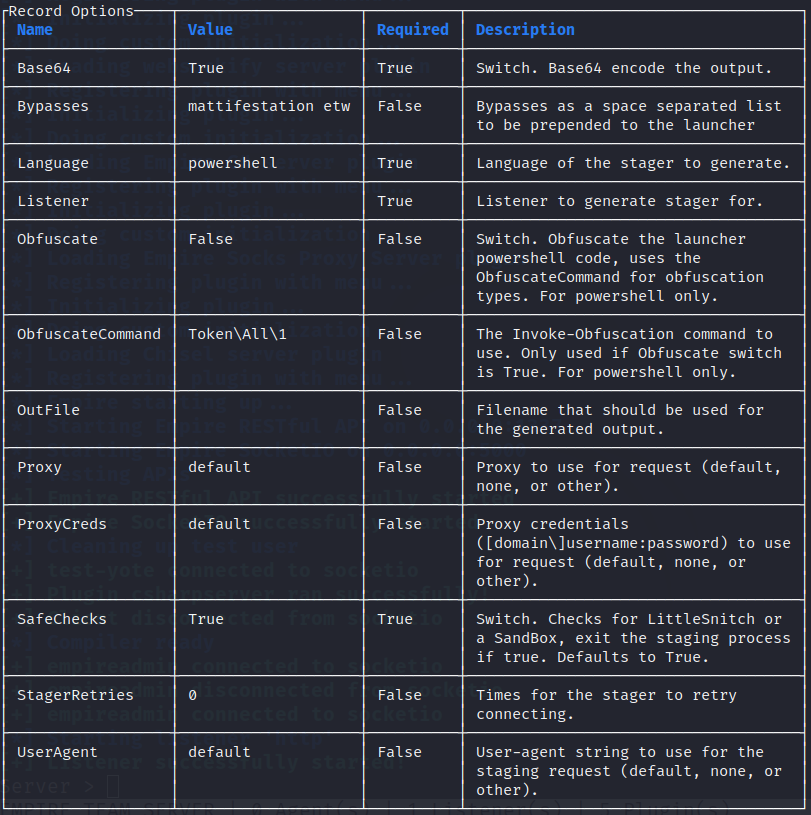 Record Options
Name Value Required Description
Base64 True True Switch. Base64 encode the output.
Bypasses mattifestation etw False Bypasses as a space separated list
to be prepended to the launcher
Language powershell True Language of the stager to generate.
Listener True Listener to generate stager for.
Obfuscate False False Switch. Obfuscate the launcher
powershell code, uses the
ObfuscateCommand for obfuscation
types. For powershell only.
ObfuscateCommand Token\All\1 False The Invoke-Obfuscation command to
use. Only used if Obfuscate switch
is True. For powershell only.
OutFile False Filename that should be used for
the generated output.
Proxy default False Proxy to use for request (default,
none, or other).
ProxyCreds default False Proxy credentials
([domain\]username:password) to use
for request (default, none, or
other).
SafeChecks True True Switch. Checks for LittleSnitch or
a SandBox, exit the staging process
if true. Defaults to True.
StagerRetries 0 False Times for the stager to retry
connecting.
UserAgent default False User-agent string to use for the
staging request (default, none, or
other).